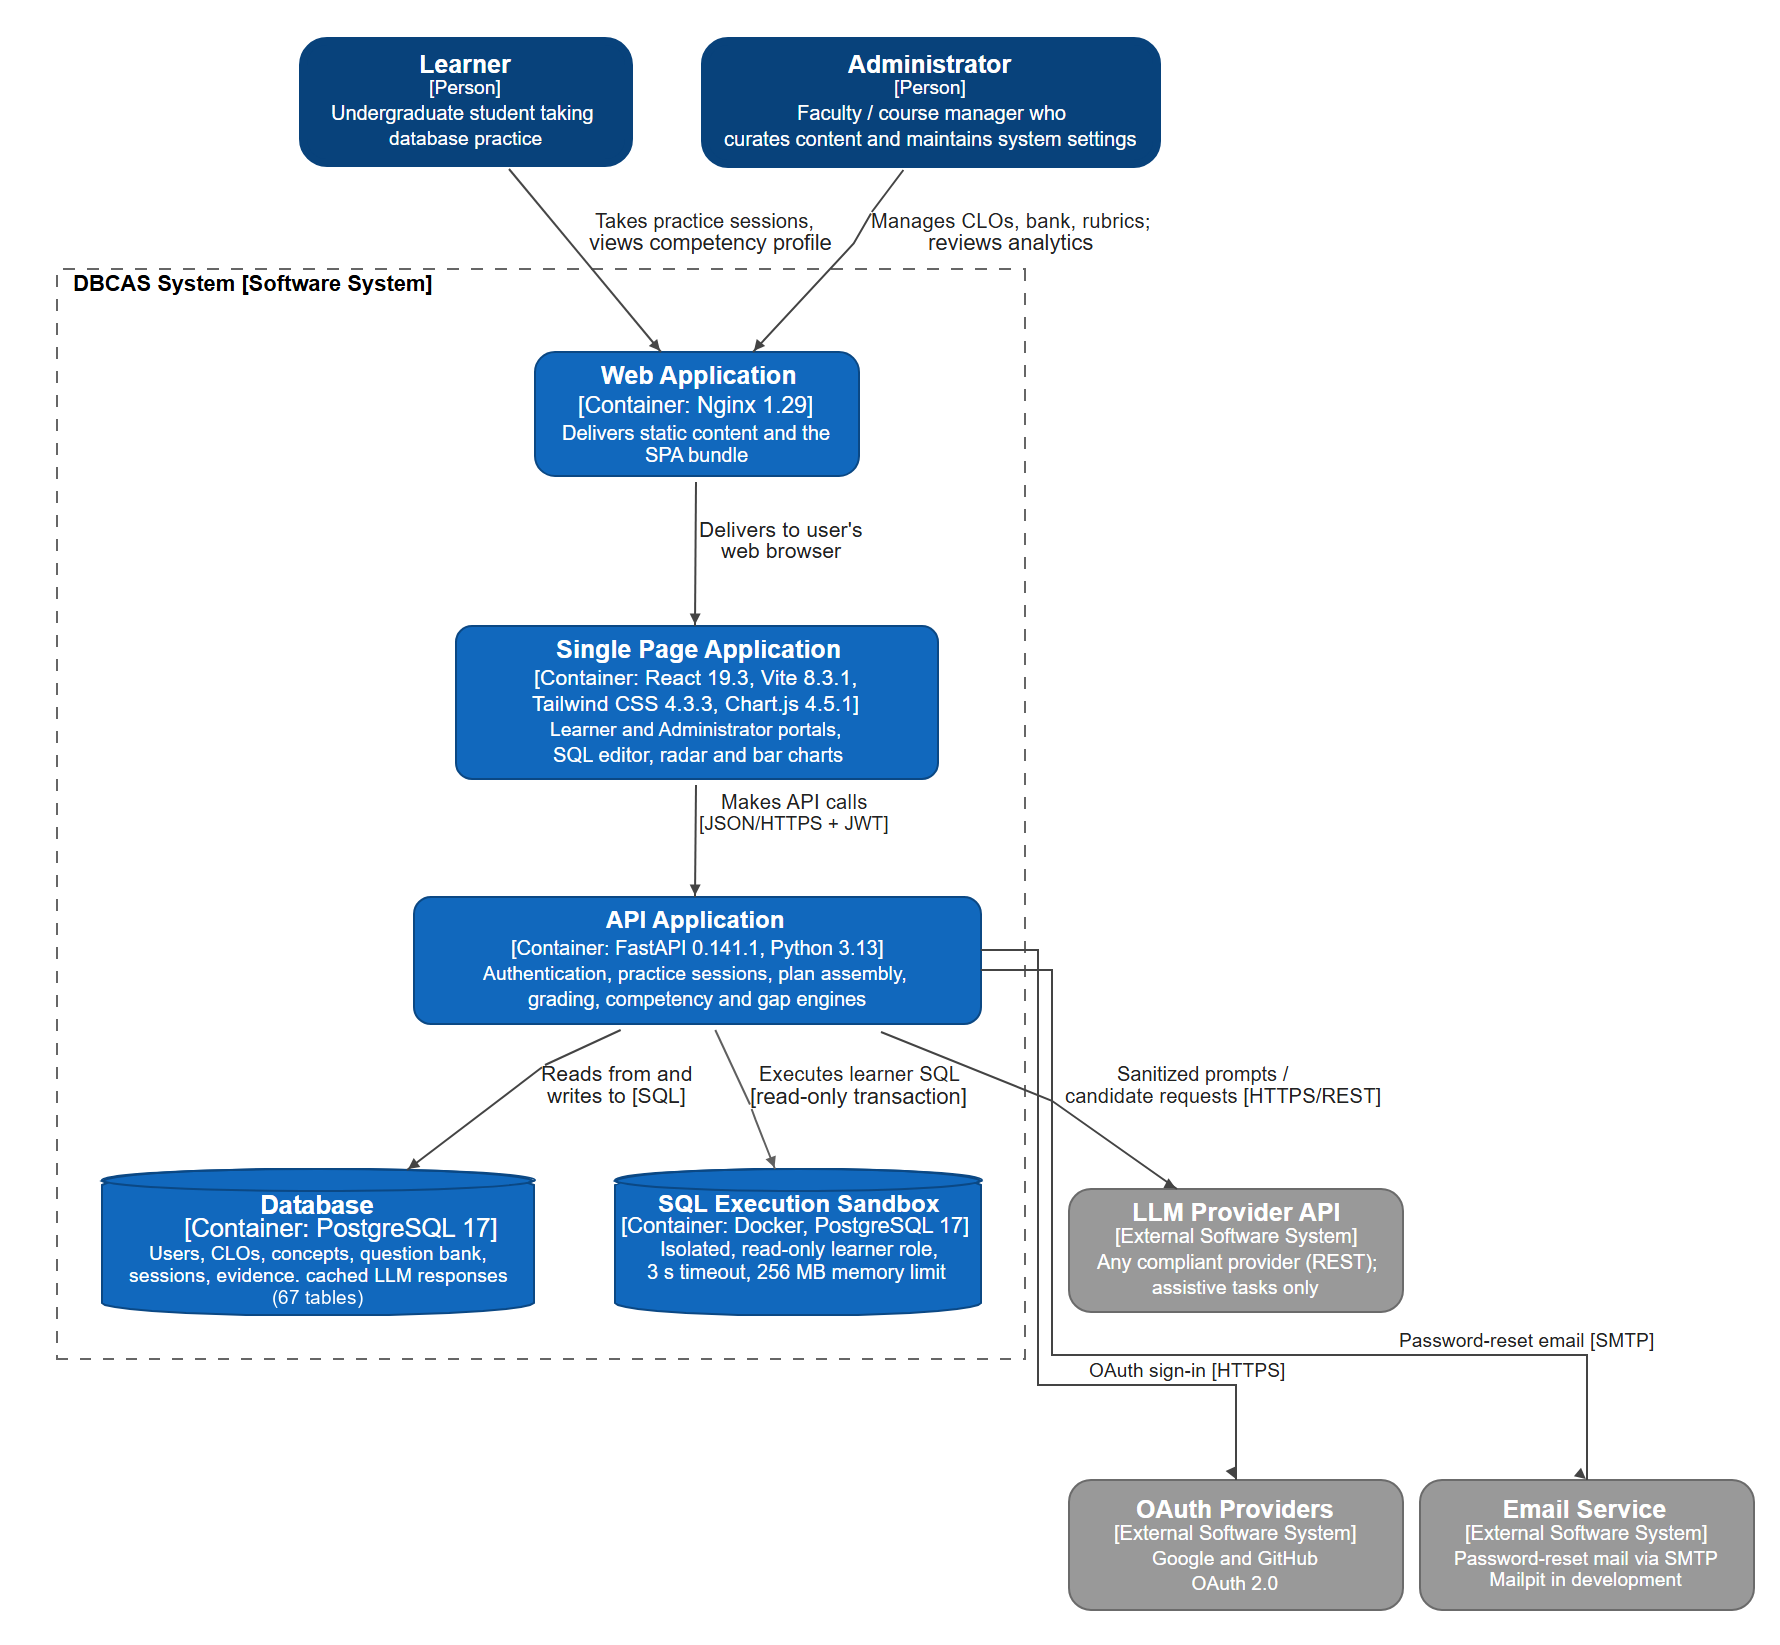 Learner
[Person]
Undergraduate student taking
database practice
Administrator
[Person]
Faculty / course manager who
curates content and maintains system settings
Takes practice sessions,
views competency profile
Manages CLOs, bank, rubrics;
reviews analytics
DBCAS System [Software System]
Web Application
[Container: Nginx 1.29]
Delivers static content and the
SPA bundle
Delivers to user's
web browser
Single Page Application
[Container: React 19.3, Vite 8.3.1,
Tailwind CSS 4.3.3, Chart.js 4.5.1]
Learner and Administrator portals,
SQL editor, radar and bar charts
Makes API calls
[JSON/HTTPS + JWT]
API Application
[Container: FastAPI 0.141.1, Python 3.13]
Authentication, practice sessions, plan assembly,
grading, competency and gap engines
Reads from and
writes to [SQL]
Executes learner SQL
[read-only transaction]
Sanitized prompts /
candidate requests [HTTPS/REST]
Database
[Container: PostgreSQL 17]
Users, CLOs, concepts, question bank,
sessions, evidence. cached LLM responses
(67 tables)
SQL Execution Sandbox
[Container: Docker, PostgreSQL 17]
Isolated, read-only learner role,
3 s timeout, 256 MB memory limit
LLM Provider API
[External Software System]
Any compliant provider (REST);
assistive tasks only
Password-reset email [SMTP]
OAuth sign-in [HTTPS]
OAuth Providers
[External Software System]
Google and GitHub
OAuth 2.0
Email Service
[External Software System]
Password-reset mail via SMTP
Mailpit in development